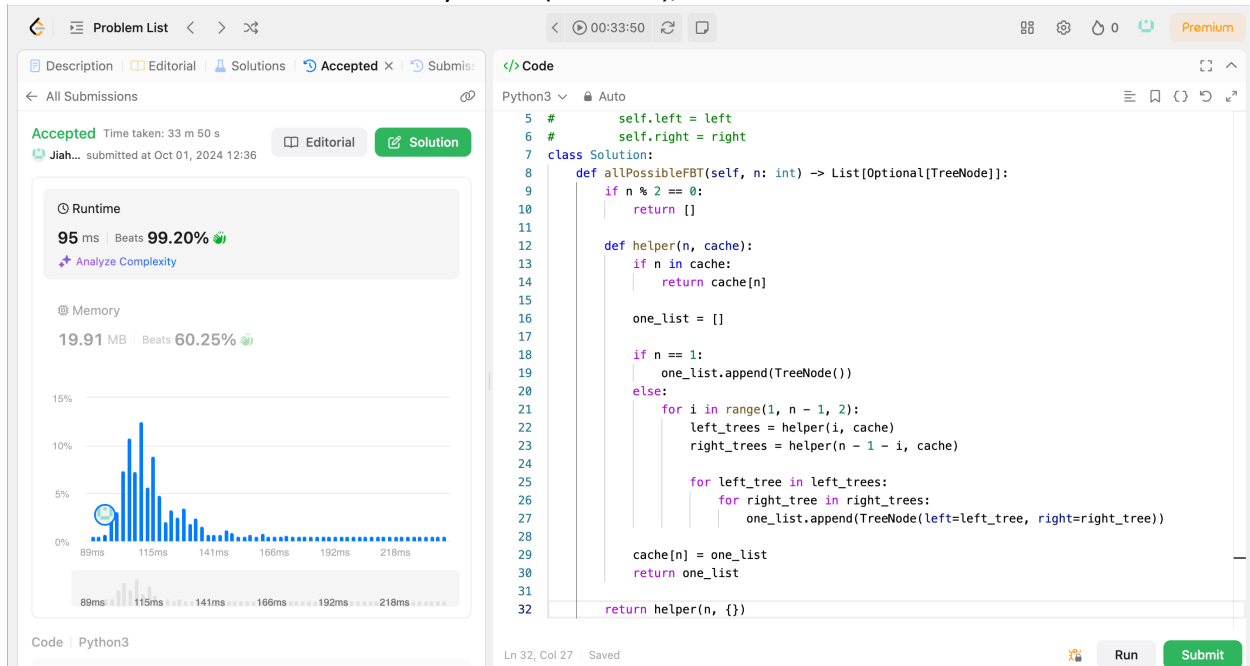 Problem List
00:33:50
0
Premium
Description
Editorial
Solutions
Accepted
Submis
All Submissions
Accepted Time taken: 33 m 50 s
Jiah... submitted at Oct 01, 2024 12:36
Editorial
Solution
Runtime
95 ms Beats 99.20%
Analyze Complexity
Memory
19.91 MB Beats 60.25%
15%
10%
5%
0%
89ms 115ms 141ms 166ms 192ms 218ms
89ms 115ms 141ms 166ms 192ms 218ms
Code Python3
</> Code
Python3 Auto
5 #         self.left = left
6 #         self.right = right
7 class Solution:
8     def allPossibleFBT(self, n: int) -> List[Optional[TreeNode]]:
9         if n % 2 == 0:
10             return []
11
12         def helper(n, cache):
13             if n in cache:
14                 return cache[n]
15
16             one_list = []
17
18             if n == 1:
19                 one_list.append(TreeNode())
20             else:
21                 for i in range(1, n - 1, 2):
22                     left_trees = helper(i, cache)
23                     right_trees = helper(n - 1 - i, cache)
24
25                     for left_tree in left_trees:
26                         for right_tree in right_trees:
27                             one_list.append(TreeNode(left=left_tree, right=right_tree))
28
29             cache[n] = one_list
30             return one_list
31
32         return helper(n, {})
Ln 32, Col 27 Saved
Run
Submit